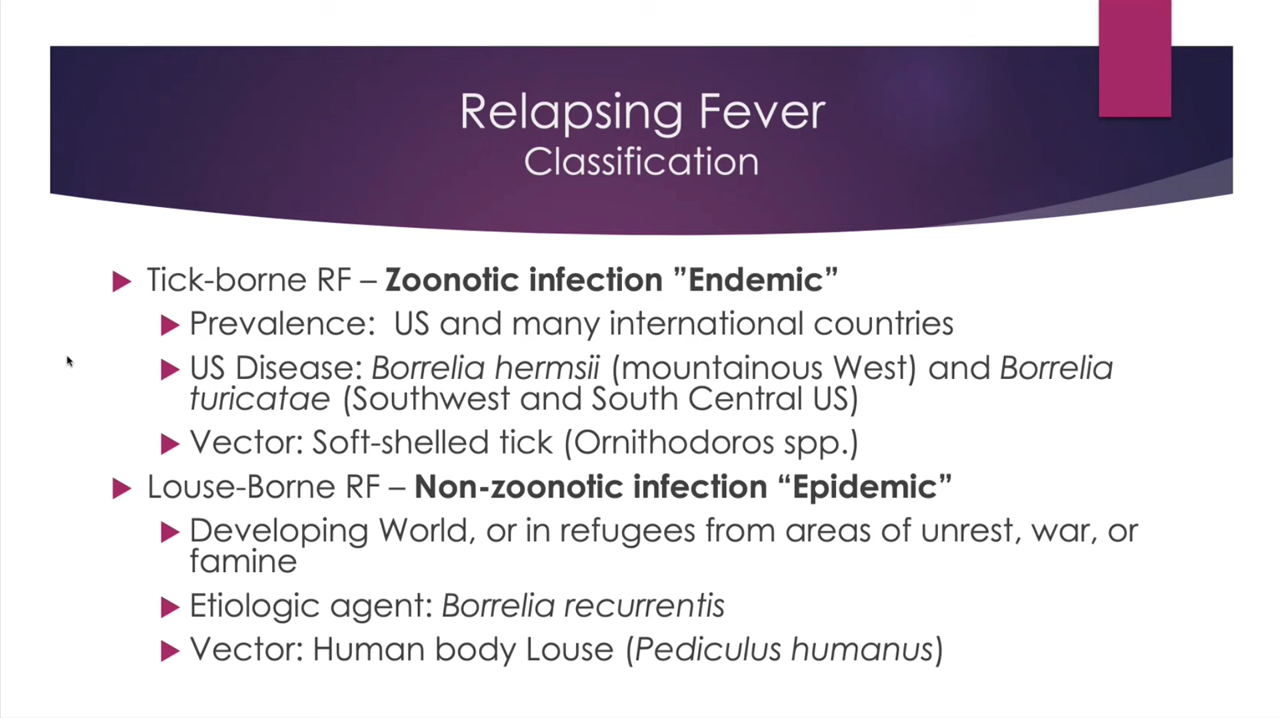 Relapsing Fever
Classification
Tick-borne RF – Zoonotic infection ”Endemic”
Prevalence: US and many international countries
US Disease: Borrelia hermsii (mountainous West) and Borrelia
turicatae (Southwest and South Central US)
Vector: Soft-shelled tick (Ornithodoros spp.)
Louse-Borne RF – Non-zoonotic infection “Epidemic”
Developing World, or in refugees from areas of unrest, war, or
famine
Etiologic agent: Borrelia recurrentis
Vector: Human body Louse (Pediculus humanus)